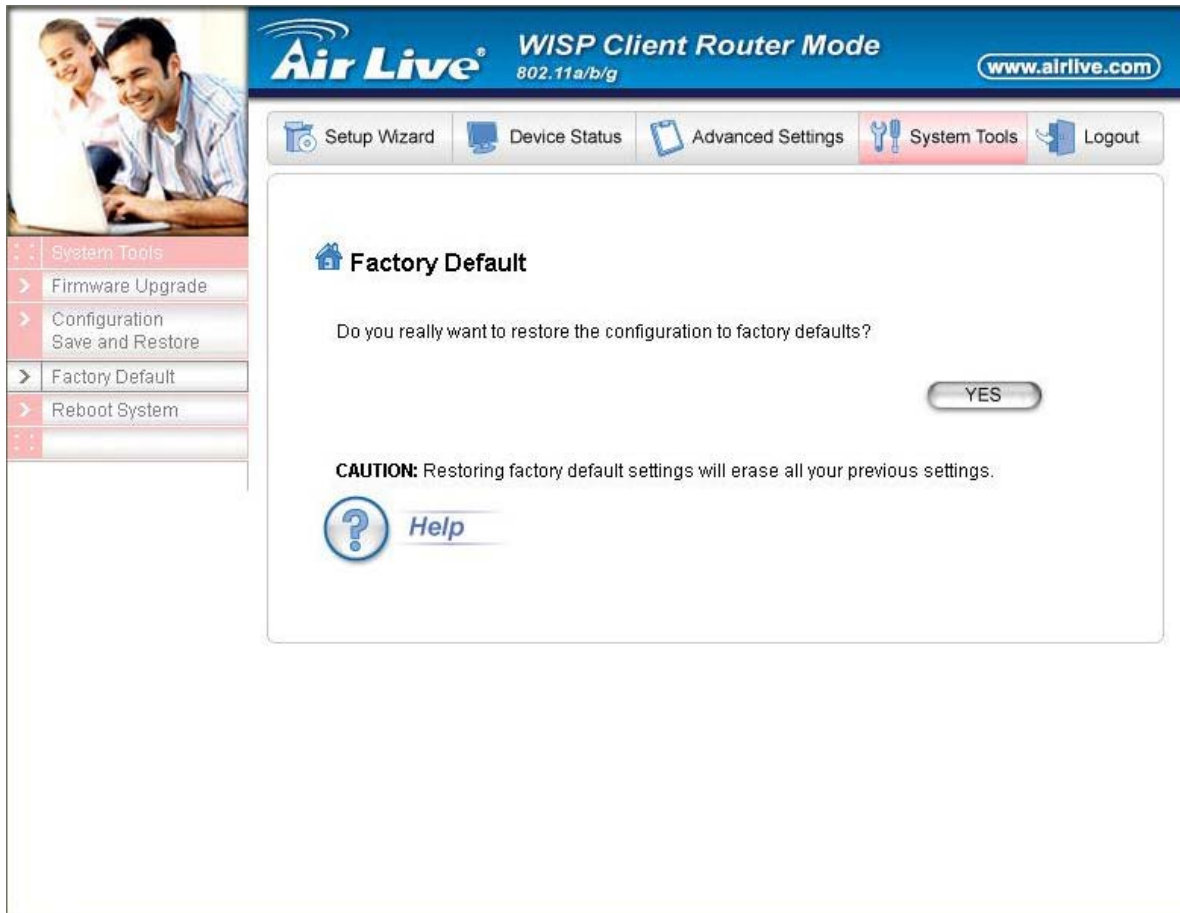 Air Live®
WISP Client Router Mode
802.11a/b/g
www.airlive.com
Setup Wizard
Device Status
Advanced Settings
System Tools
Logout
System Tools
Firmware Upgrade
Configuration
Save and Restore
Factory Default
Reboot System
Factory Default
Do you really want to restore the configuration to factory defaults?
YES
CAUTION: Restoring factory default settings will erase all your previous settings.
?
Help